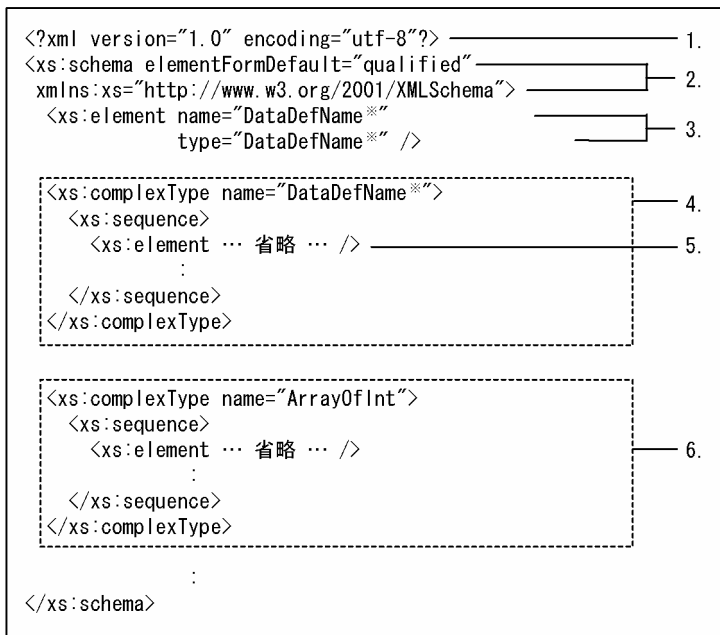 <?xml version="1.0" encoding="utf-8"?> 1.
<xs:schema elementFormDefault="qualified"
xmlns:xs="http://www.w3.org/2001/XMLSchema"> 2.
<xs:element name="DataDefName※"
type="DataDefName※" /> 3.
<xs:complexType name="DataDefName※"> 4.
<xs:sequence>
<xs:element … 省略 … /> 5.
:
</xs:sequence>
</xs:complexType>
<xs:complexType name="ArrayOfInt">
<xs:sequence>
<xs:element … 省略 … /> 6.
:
</xs:sequence>
</xs:complexType>
:
</xs:schema>